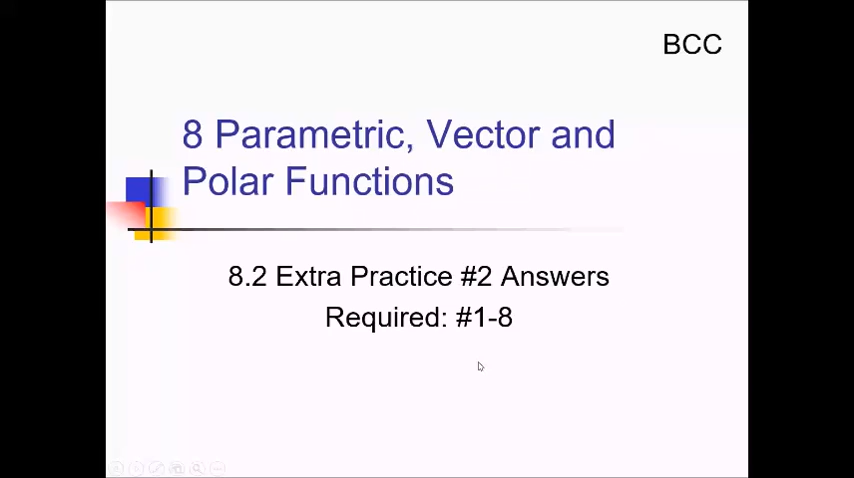 BCC
8 Parametric, Vector and
Polar Functions
8.2 Extra Practice #2 Answers
Required: #1-8